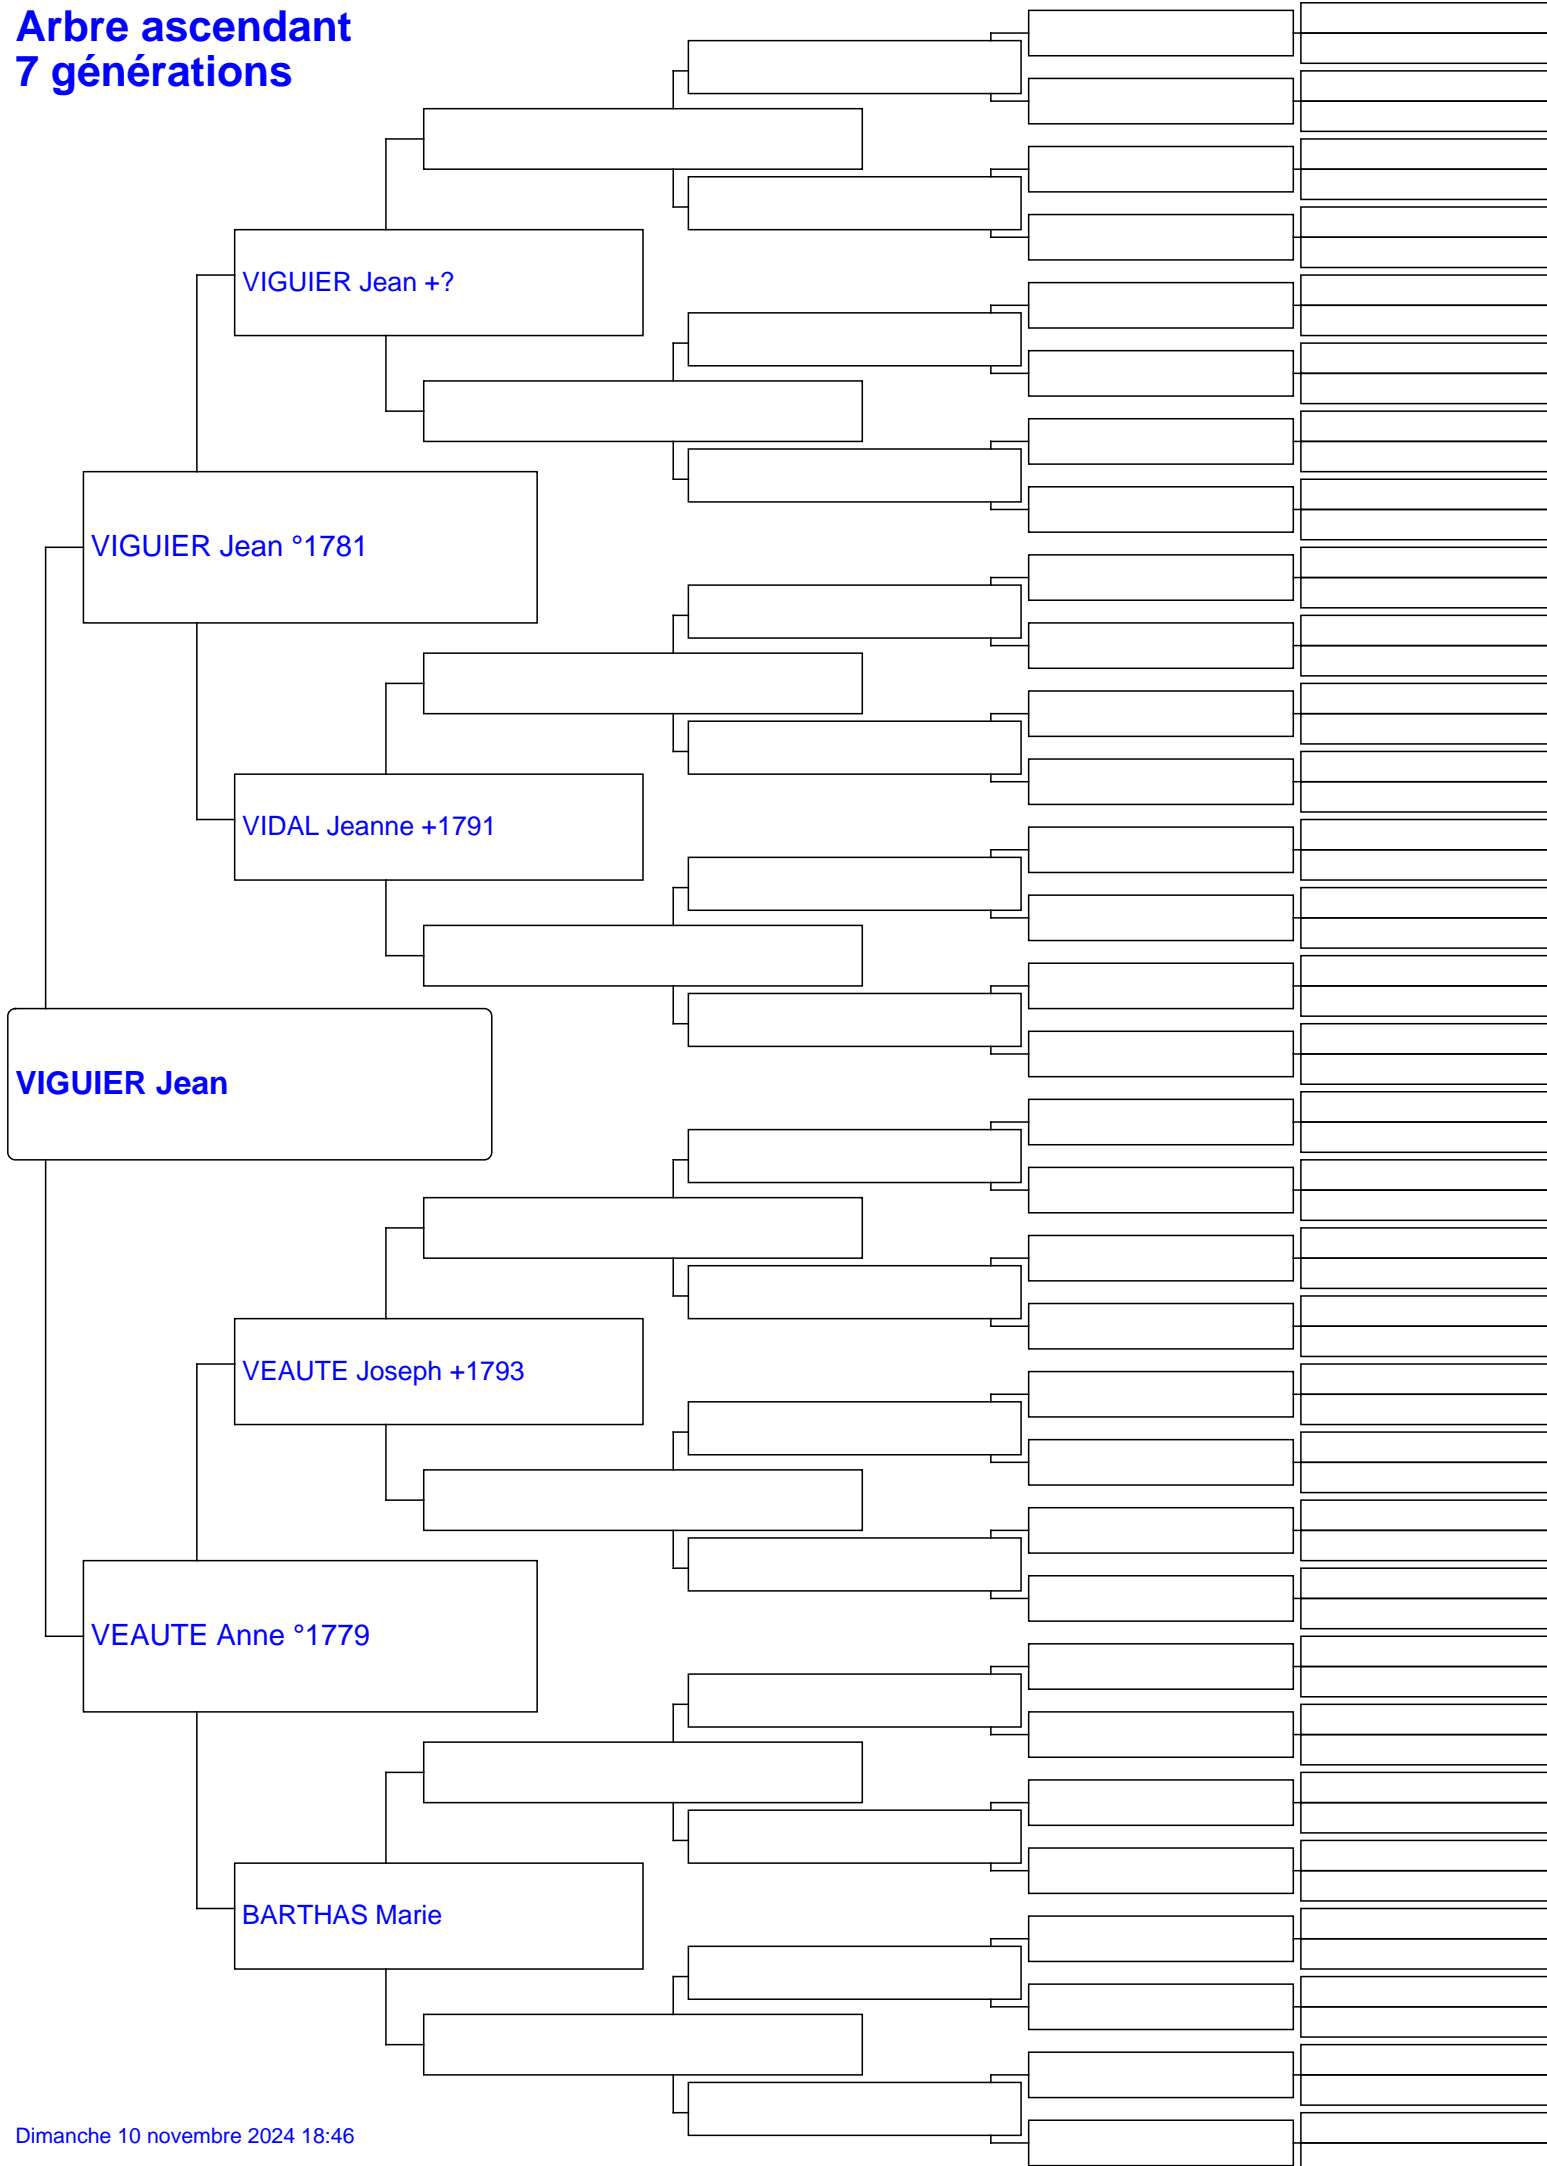 Arbre ascendant
7 générations
VIGUIER Jean +?
VIGUIER Jean °1781
VIDAL Jeanne +1791
VIGUIER Jean
VEAUTE Joseph +1793
VEAUTE Anne °1779
BARTHAS Marie
Dimanche 10 novembre 2024 18:46